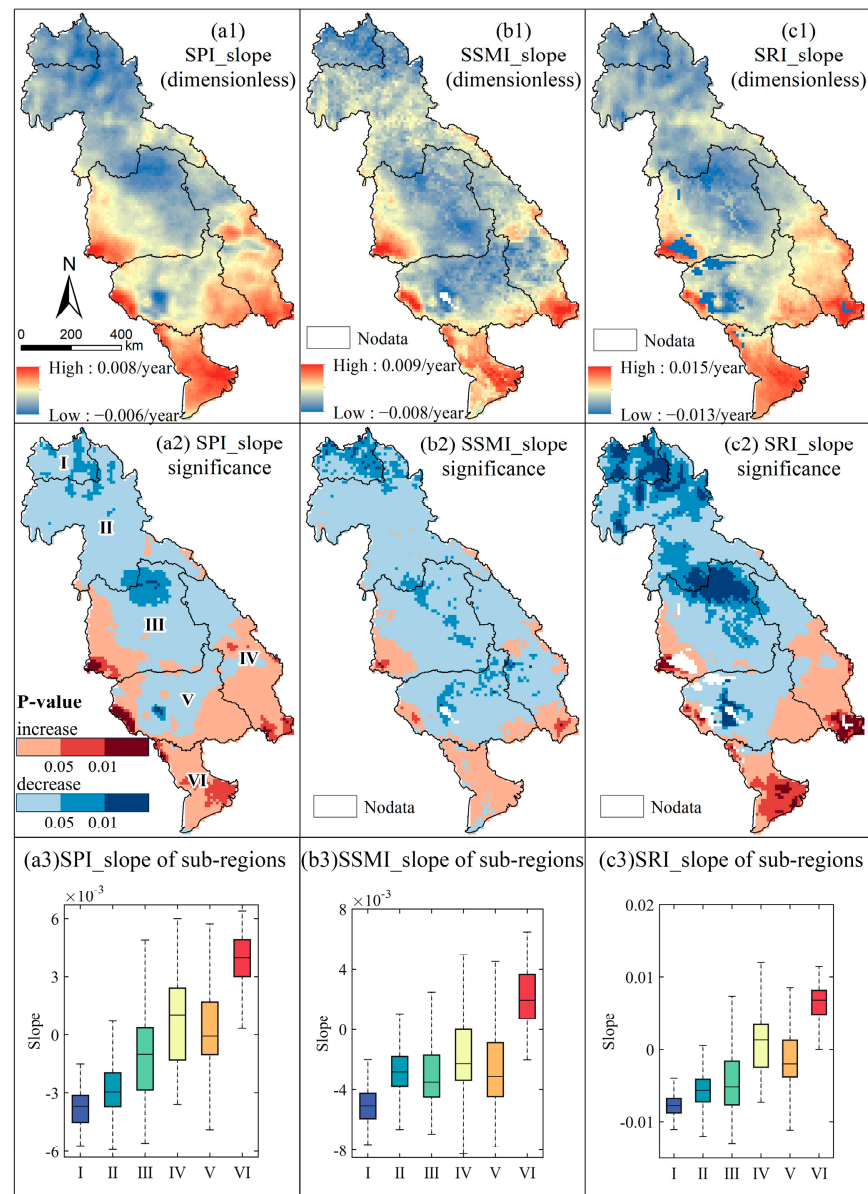 (a1)
SPI_slope
(dimensionless)
N
0 200 400 km
High : 0.008/year
Low : −0.006/year
(b1)
SSMI_slope
(dimensionless)
Nodata
High : 0.009/year
Low : −0.008/year
(c1)
SRI_slope
(dimensionless)
Nodata
High : 0.015/year
Low : −0.013/year
(a2) SPI_slope
significance
I
II
III
IV
V
VI
P-value
increase
0.05 0.01
decrease
0.05 0.01
(b2) SSMI_slope
significance
Nodata
(c2) SRI_slope
significance
Nodata
(a3)SPI_slope of sub-regions
×10⁻³
6
3
0
-3
-6
Slope
I II III IV V VI
(b3)SSMI_slope of sub-regions
×10⁻³
8
4
0
-4
-8
Slope
I II III IV V VI
(c3)SRI_slope of sub-regions
0.02
0.01
0
-0.01
Slope
I II III IV V VI